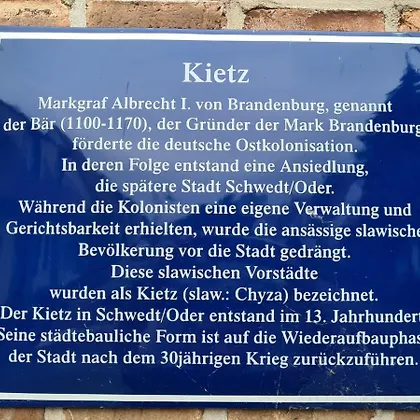 Kietz
Markgraf Albrecht I. von Brandenburg, genannt
der Bär (1100-1170), der Gründer der Mark Brandenburg
förderte die deutsche Ostkolonisation.
In deren Folge entstand eine Ansiedlung,
die spätere Stadt Schwedt/Oder.
Während die Kolonisten eine eigene Verwaltung und
Gerichtsbarkeit erhielten, wurde die ansässige slawische
Bevölkerung vor die Stadt gedrängt.
Diese slawischen Vorstädte
wurden als Kietz (slaw.: Chyza) bezeichnet.
Der Kietz in Schwedt/Oder entstand im 13. Jahrhundert
Seine städtebauliche Form ist auf die Wiederaufbauphas
der Stadt nach dem 30jährigen Krieg zurückzuführen.